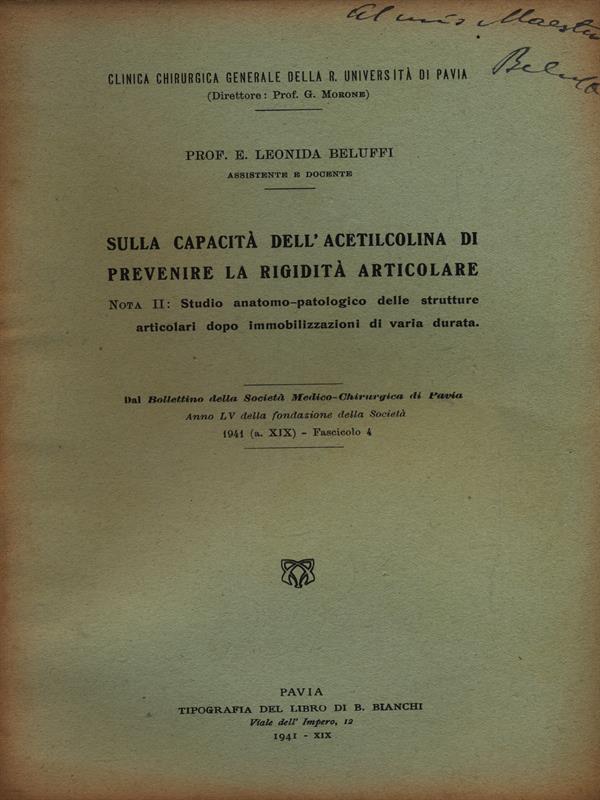 Al mio Maestro
Beluffi
CLINICA CHIRURGICA GENERALE DELLA R. UNIVERSITÀ DI PAVIA
(Direttore: Prof. G. MORONE)
PROF. E. LEONIDA BELUFFI
ASSISTENTE E DOCENTE
SULLA CAPACITÀ DELL'ACETILCOLINA DI
PREVENIRE LA RIGIDITÀ ARTICOLARE
NOTA II: Studio anatomo-patologico delle strutture
articolari dopo immobilizzazioni di varia durata.
Dal Bollettino della Società Medico-Chirurgica di Pavia
Anno LV della fondazione della Società
1941 (a. XIX) - Fascicolo 4
PAVIA
TIPOGRAFIA DEL LIBRO DI B. BIANCHI
Viale dell' Impero, 12
1941 - XIX